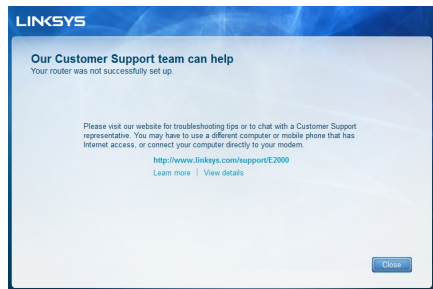 LINKSYS
Our Customer Support team can help
Your router was not successfully set up.
Please visit our website for troubleshooting tips or to chat with a Customer Support
representative. You may have to use a different computer or mobile phone that has
Internet access, or connect your computer directly to your modem.
http://www.linksys.com/support/E2000
Learn more | View details
Close